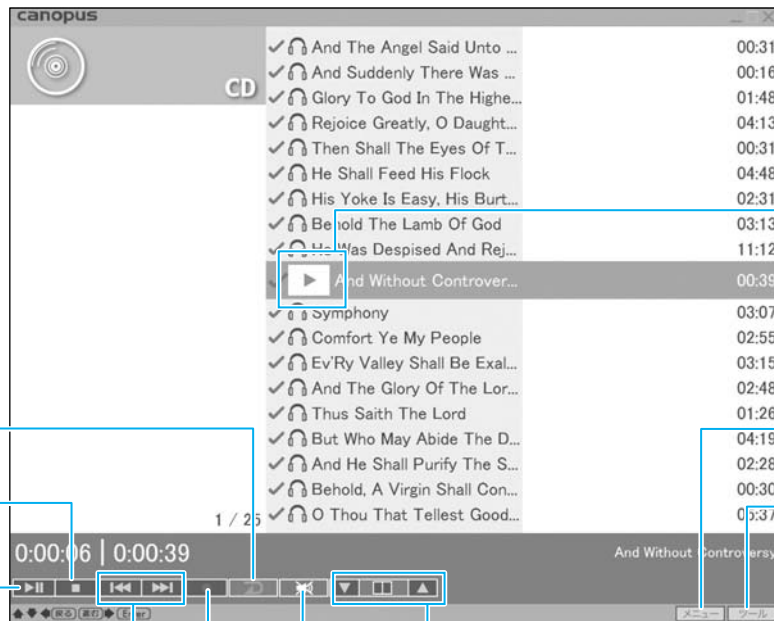 canopus
CD
And The Angel Said Unto ... 00:31
And Suddenly There Was ... 00:16
Glory To God In The Highe... 01:48
Rejoice Greatly, O Daught... 04:13
Then Shall The Eyes Of T... 00:31
He Shall Feed His Flock 04:48
His Yoke Is Easy, His Burt... 02:31
Behold The Lamb Of God 03:13
He Was Despised And Rej... 11:12
And Without Controver... 00:39
Symphony 03:07
Comfort Ye My People 02:55
Ev'Ry Valley Shall Be Exal... 03:15
And The Glory Of The Lor... 02:48
Thus Saith The Lord 01:26
But Who May Abide The D... 04:19
And He Shall Purify The S... 02:28
Behold, A Virgin Shall Con... 00:30
O Thou That Tellest Good... 05:37
1 / 25
0:00:06 | 0:00:39 And Without Controversy
戻る 実行 Enter メニュー ツール